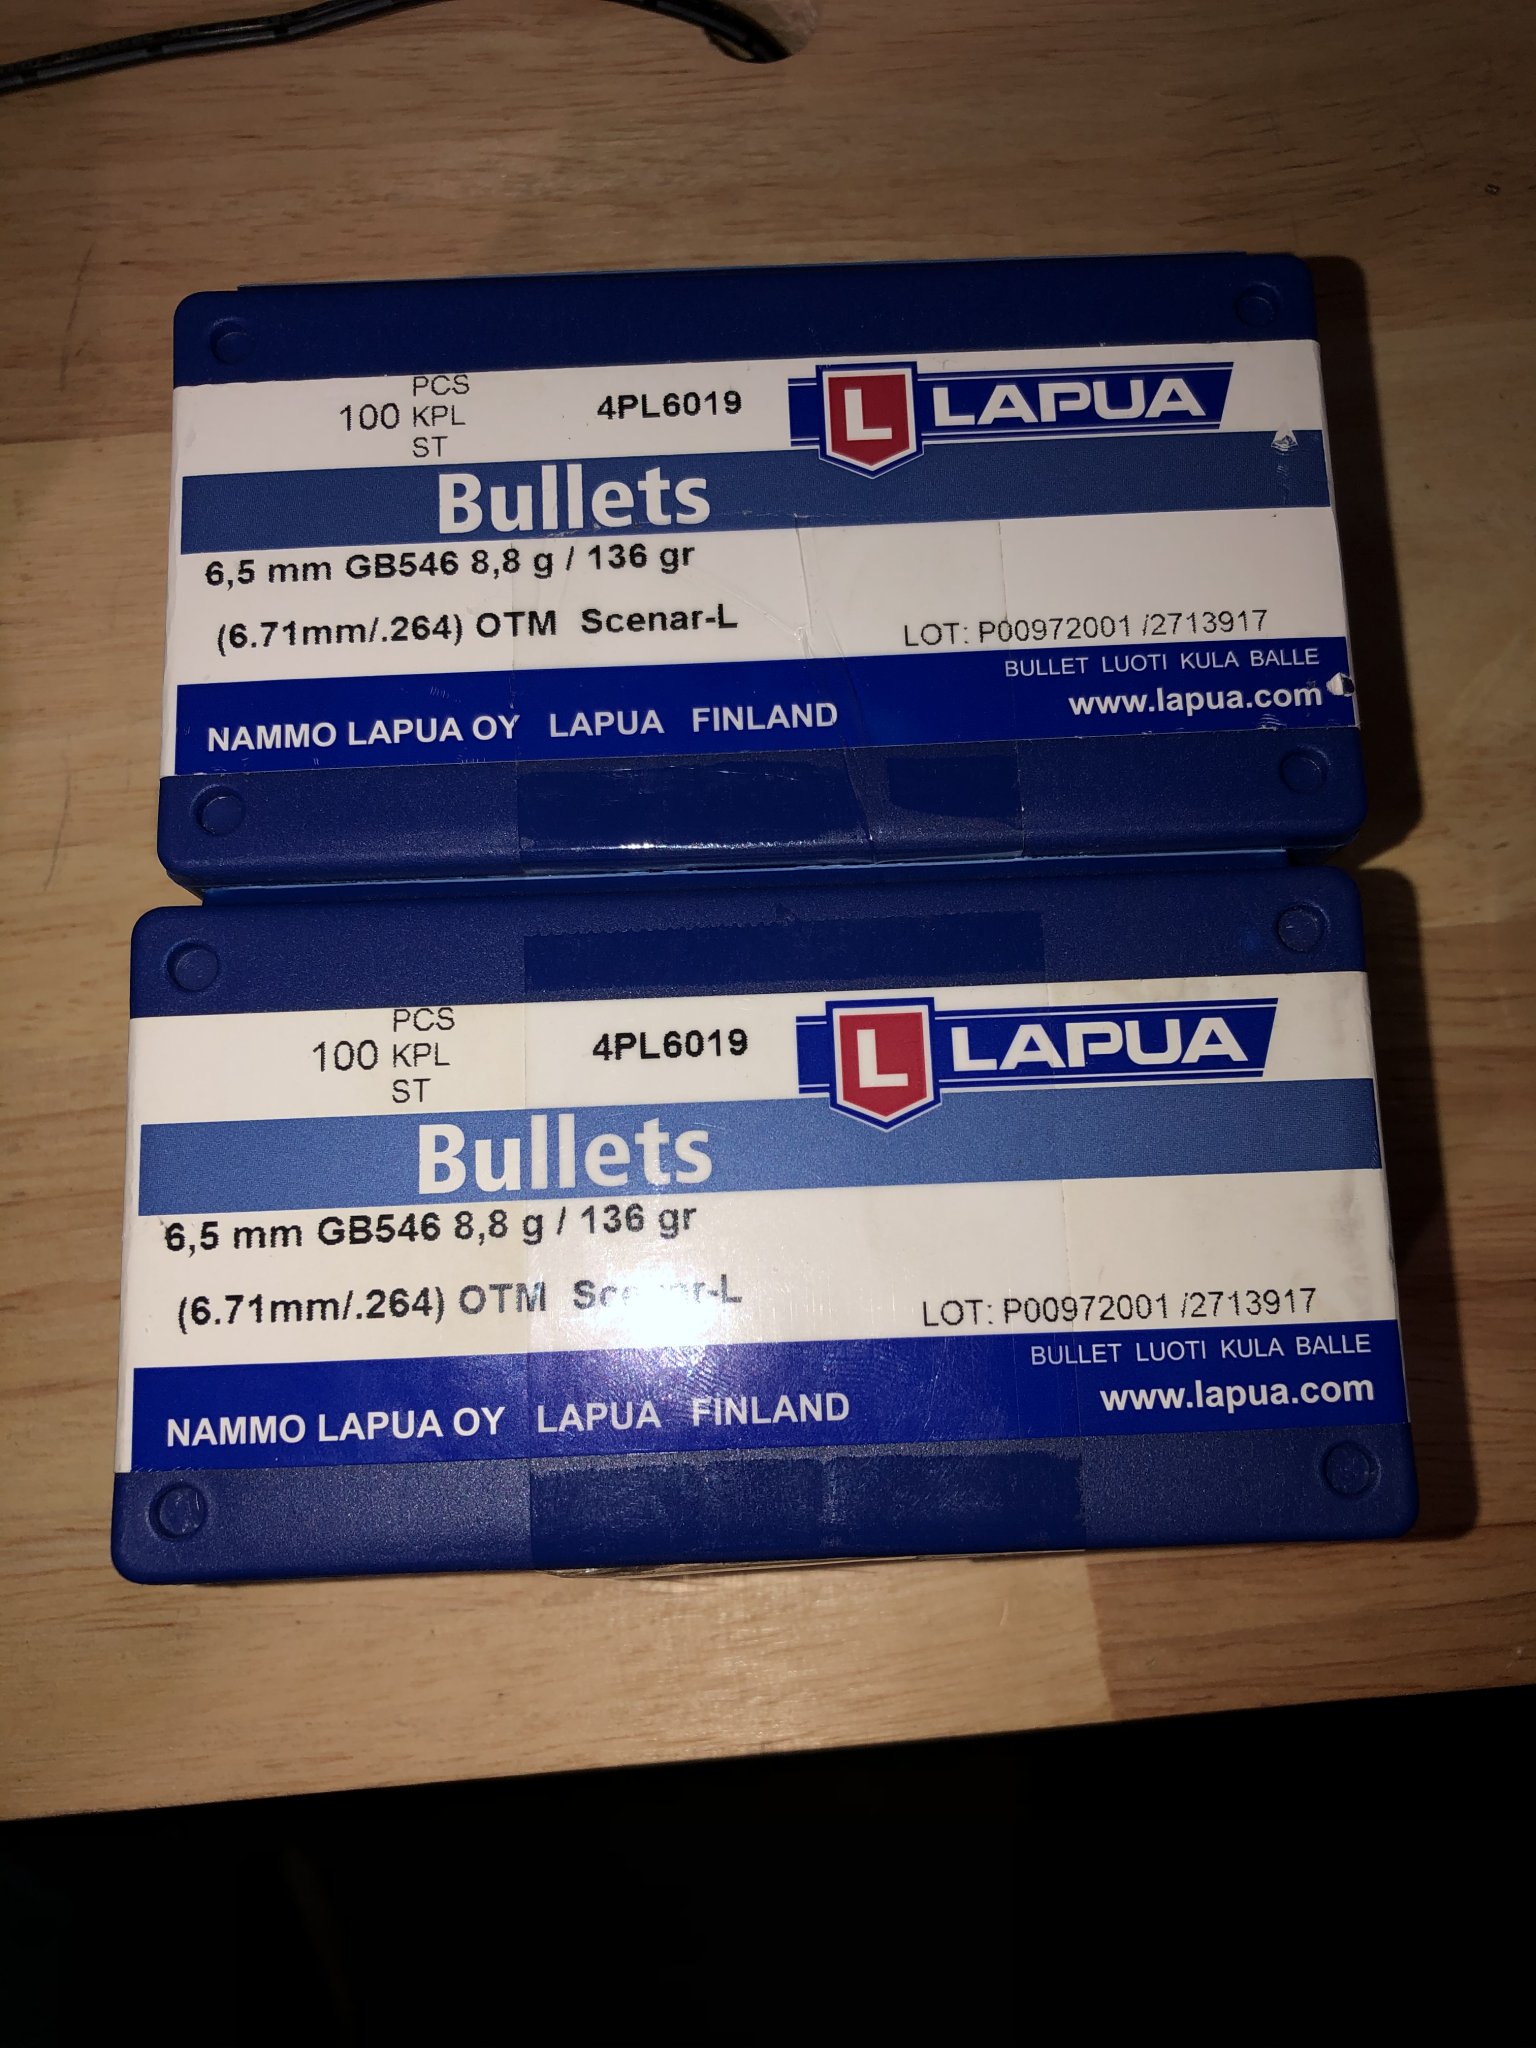 PCS
100 KPL
ST
4PL6019
L LAPUA
Bullets
6,5 mm GB546 8,8 g / 136 gr
(6.71mm/.264) OTM Scenar-L
LOT: P00972001 /2713917
BULLET LUOTI KULA BALLE
www.lapua.com
NAMMO LAPUA OY LAPUA FINLAND
PCS
100 KPL
ST
4PL6019
L LAPUA
Bullets
6,5 mm GB546 8,8 g / 136 gr
(6.71mm/.264) OTM Scenar-L
LOT: P00972001 /2713917
BULLET LUOTI KULA BALLE
www.lapua.com
NAMMO LAPUA OY LAPUA FINLAND